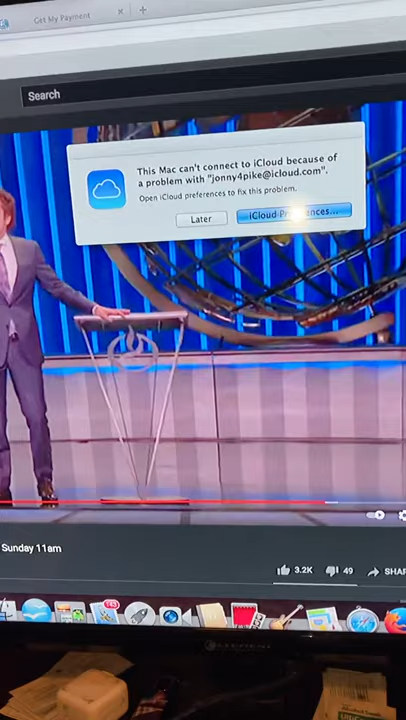 Get My Payment
Search
This Mac can't connect to iCloud because of
a problem with "jonny4pike@icloud.com".
Open iCloud preferences to fix this problem.
Later
iCloud Preferences...
Sunday 11am
3.2K
49
SHAR
ELEMENT